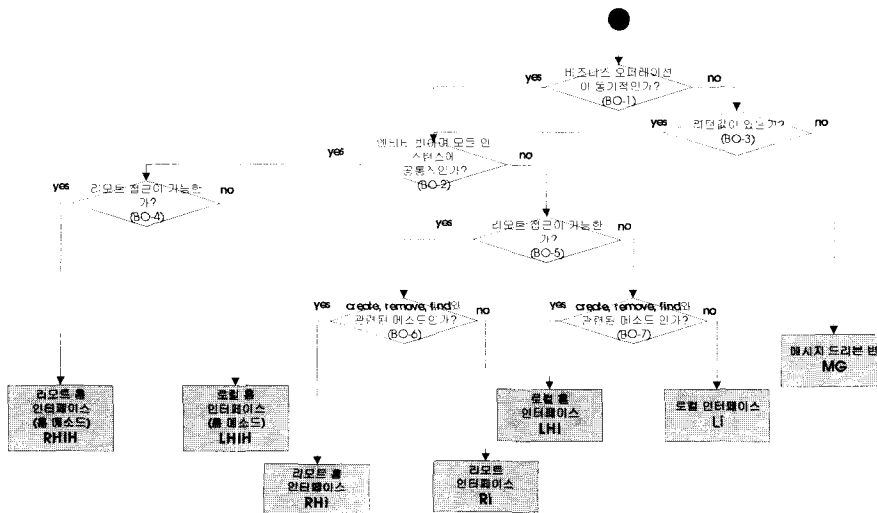 비즈니스 오퍼레이션
이 동기적인가?
(BO-1)
yes
no
리턴값이 있는가?
(BO-3)
yes
no
엔티티 빈에여 모든 인
스턴스에
공통적인가?
(BO-2)
yes
no
리모트 접근이 가능한
가?
(BO-4)
yes
no
리모트 접근이 가능한
가?
(BO-5)
yes
no
create, remove, find와
관련된 메소드인가?
(BO-6)
yes
no
create, remove, find와
관련된 메소드 인가?
(BO-7)
yes
no
메시지 드리븐 빈
MG
리모트 홈
인터페이스
(홈 메소드)
RHIH
로컬 홈
인터페이스
(홈 메소드)
LHIH
로컬 홈
인터페이스
LHI
로컬 인터페이스
LI
리모트 홈
인터페이스
RHI
리모트
인터페이스
RI